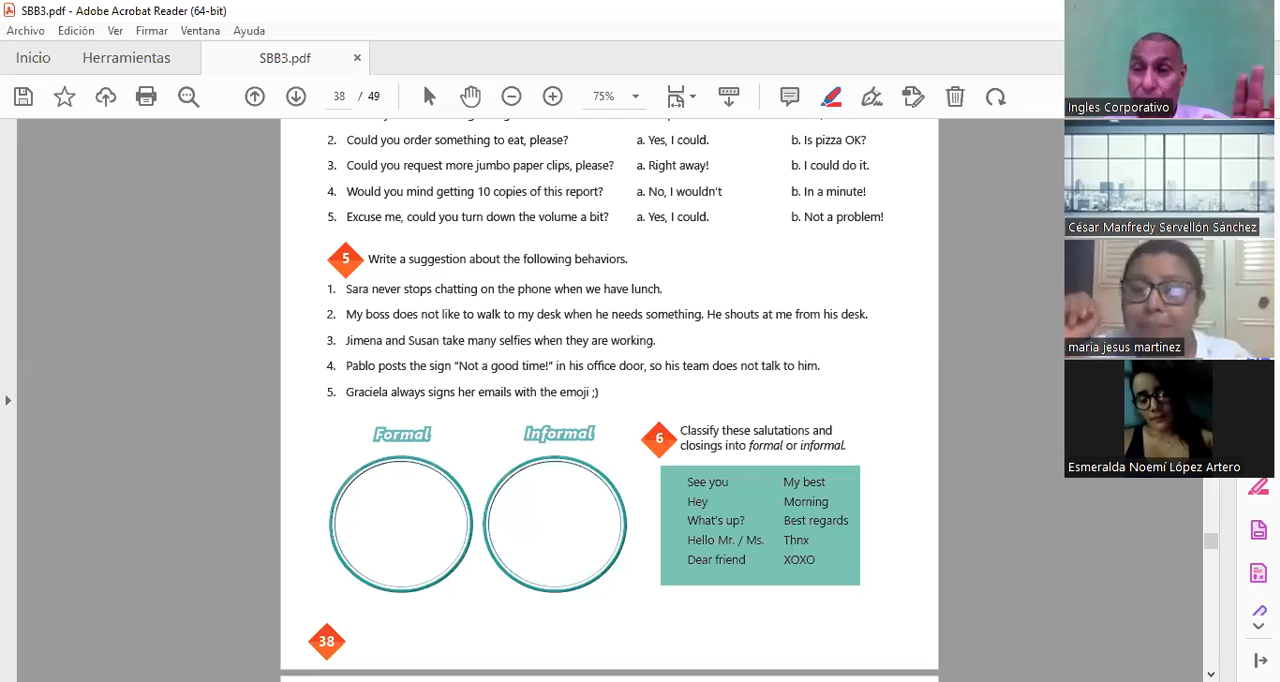 SBB3.pdf - Adobe Acrobat Reader (64-bit)
Archivo Edición Ver Firmar Ventana Ayuda
Inicio Herramientas SBB3.pdf ×
38 / 49 75%
2. Could you order something to eat, please? a. Yes, I could. b. Is pizza OK?
3. Could you request more jumbo paper clips, please? a. Right away! b. I could do it.
4. Would you mind getting 10 copies of this report? a. No, I wouldn't b. In a minute!
5. Excuse me, could you turn down the volume a bit? a. Yes, I could. b. Not a problem!
5 Write a suggestion about the following behaviors.
1. Sara never stops chatting on the phone when we have lunch.
2. My boss does not like to walk to my desk when he needs something. He shouts at me from his desk.
3. Jimena and Susan take many selfies when they are working.
4. Pablo posts the sign "Not a good time!" in his office door, so his team does not talk to him.
5. Graciela always signs her emails with the emoji ;)
Formal Informal
6 Classify these salutations and
closings into formal or informal.
See you My best
Hey Morning
What's up? Best regards
Hello Mr. / Ms. Thnx
Dear friend XOXO
38
Ingles Corporativo
César Manfredy Servellón Sánchez
maria jesus martinez
Esmeralda Noemí López Artero